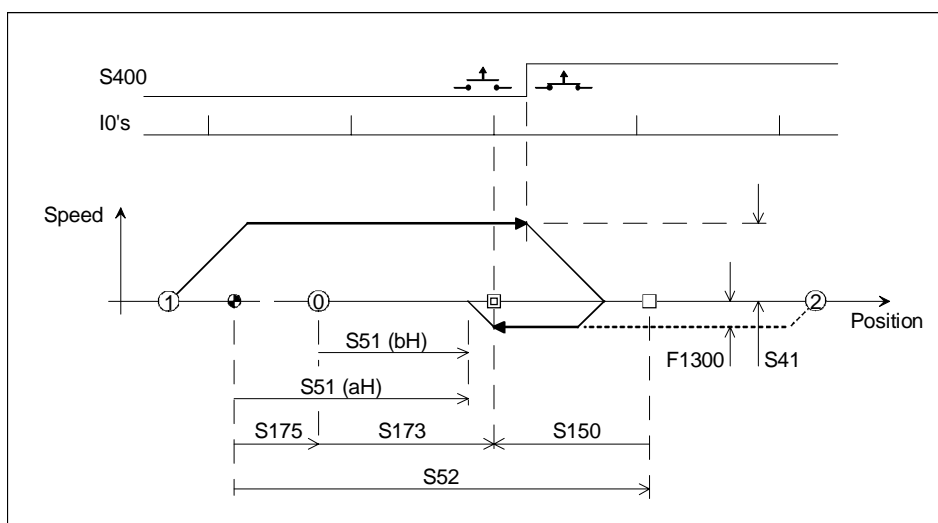 S400
I0's
Speed
1
0
2
Position
S51 (bH)
F1300
S41
S51 (aH)
S175
S173
S150
S52